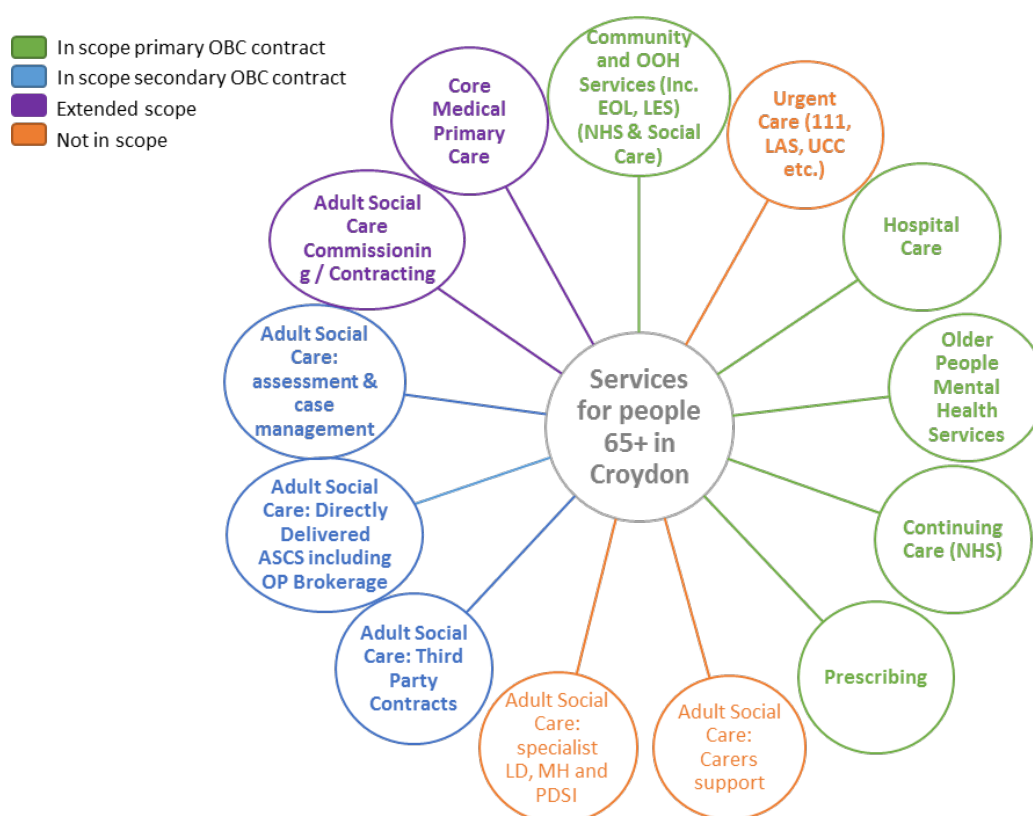 In scope primary OBC contract
In scope secondary OBC contract
Extended scope
Not in scope
Community
and OOH
Services (Inc.
EOL, LES)
(NHS & Social
Care)
Urgent
Care (111,
LAS, UCC
etc.)
Hospital
Care
Older
People
Mental
Health
Services
Continuing
Care (NHS)
Prescribing
Adult Social
Care:
Carers
support
Adult Social
Care:
specialist
LD, MH and
PDSI
Adult Social
Care: Third
Party
Contracts
Adult Social
Care: Directly
Delivered
ASCS including
OP Brokerage
Adult Social
Care:
assessment &
case
management
Adult Social
Care
Commissionin
g / Contracting
Core
Medical
Primary
Care
Services
for people
65+ in
Croydon